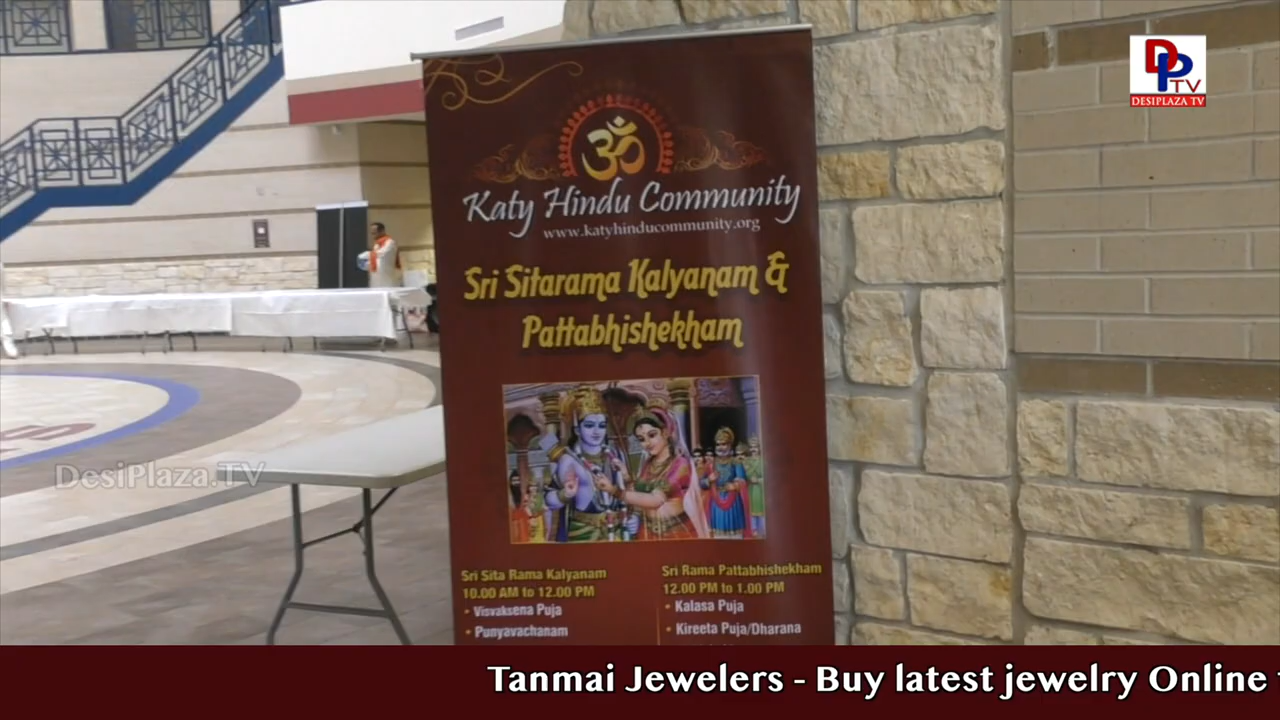 DPTV
DESIPLAZA TV
Katy Hindu Community
www.katyhinducommunity.org
Sri Sitarama Kalyanam &
Pattabhishekham
DesiPlaza.TV
Sri Sita Rama Kalyanam
10.00 AM to 12.00 PM
• Visvaksena Puja
• Punyavachanam
Sri Rama Pattabhishekham
12.00 PM to 1.00 PM
• Kalasa Puja
• Kireeta Puja/Dharana
Tanmai Jewelers - Buy latest jewelry Online